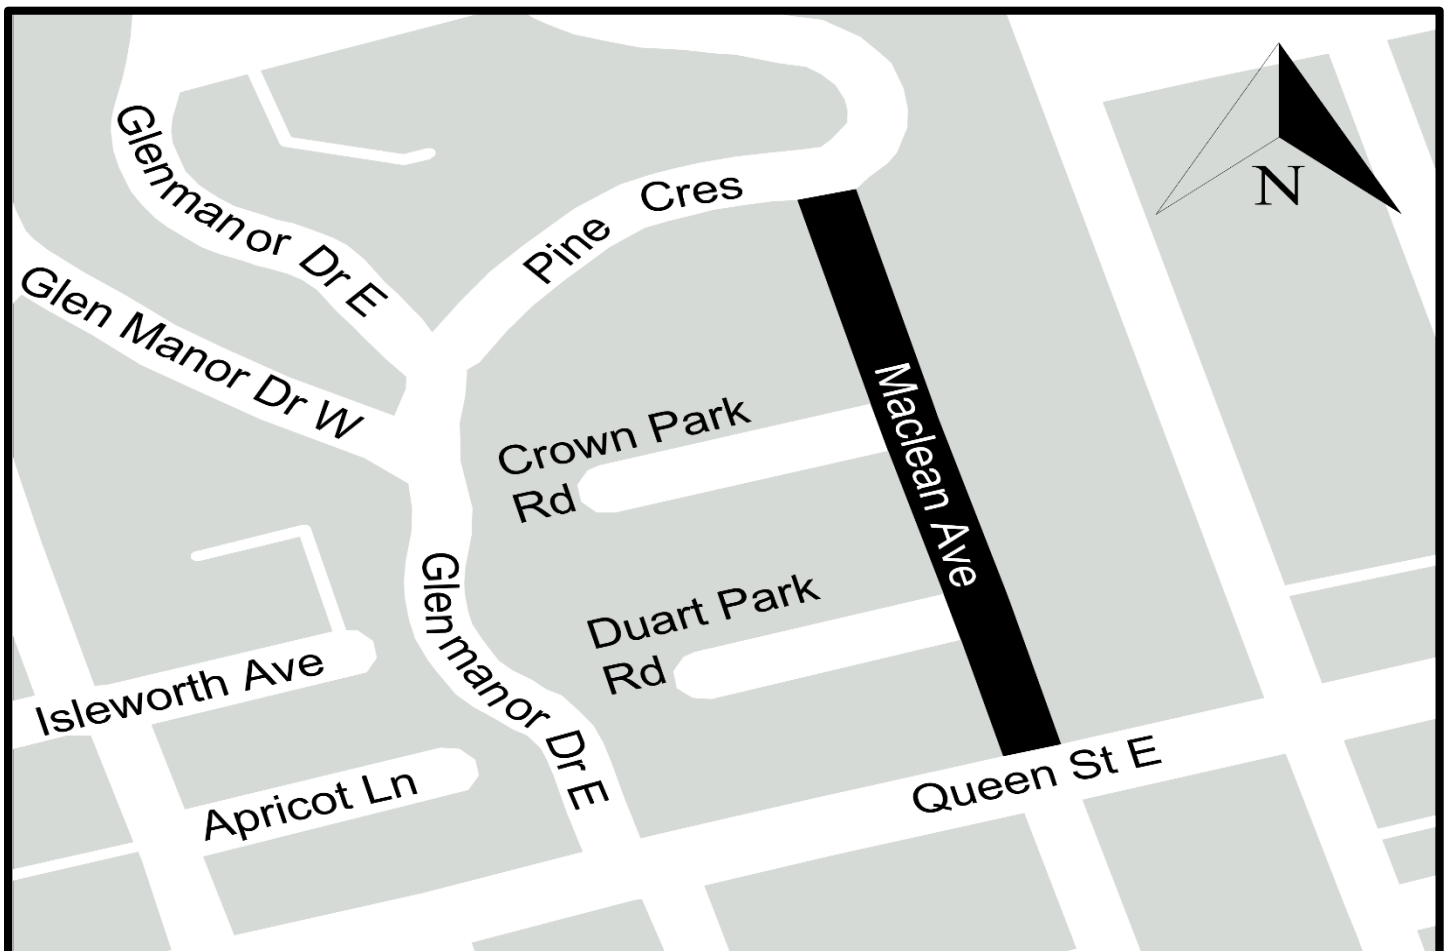 N
Glenmanor Dr E
Pine Cres
Glen Manor Dr W
Maclean Ave
Crown Park
Rd
Glenmanor Dr E
Duart Park
Rd
Isleworth Ave
Queen St E
Apricot Ln